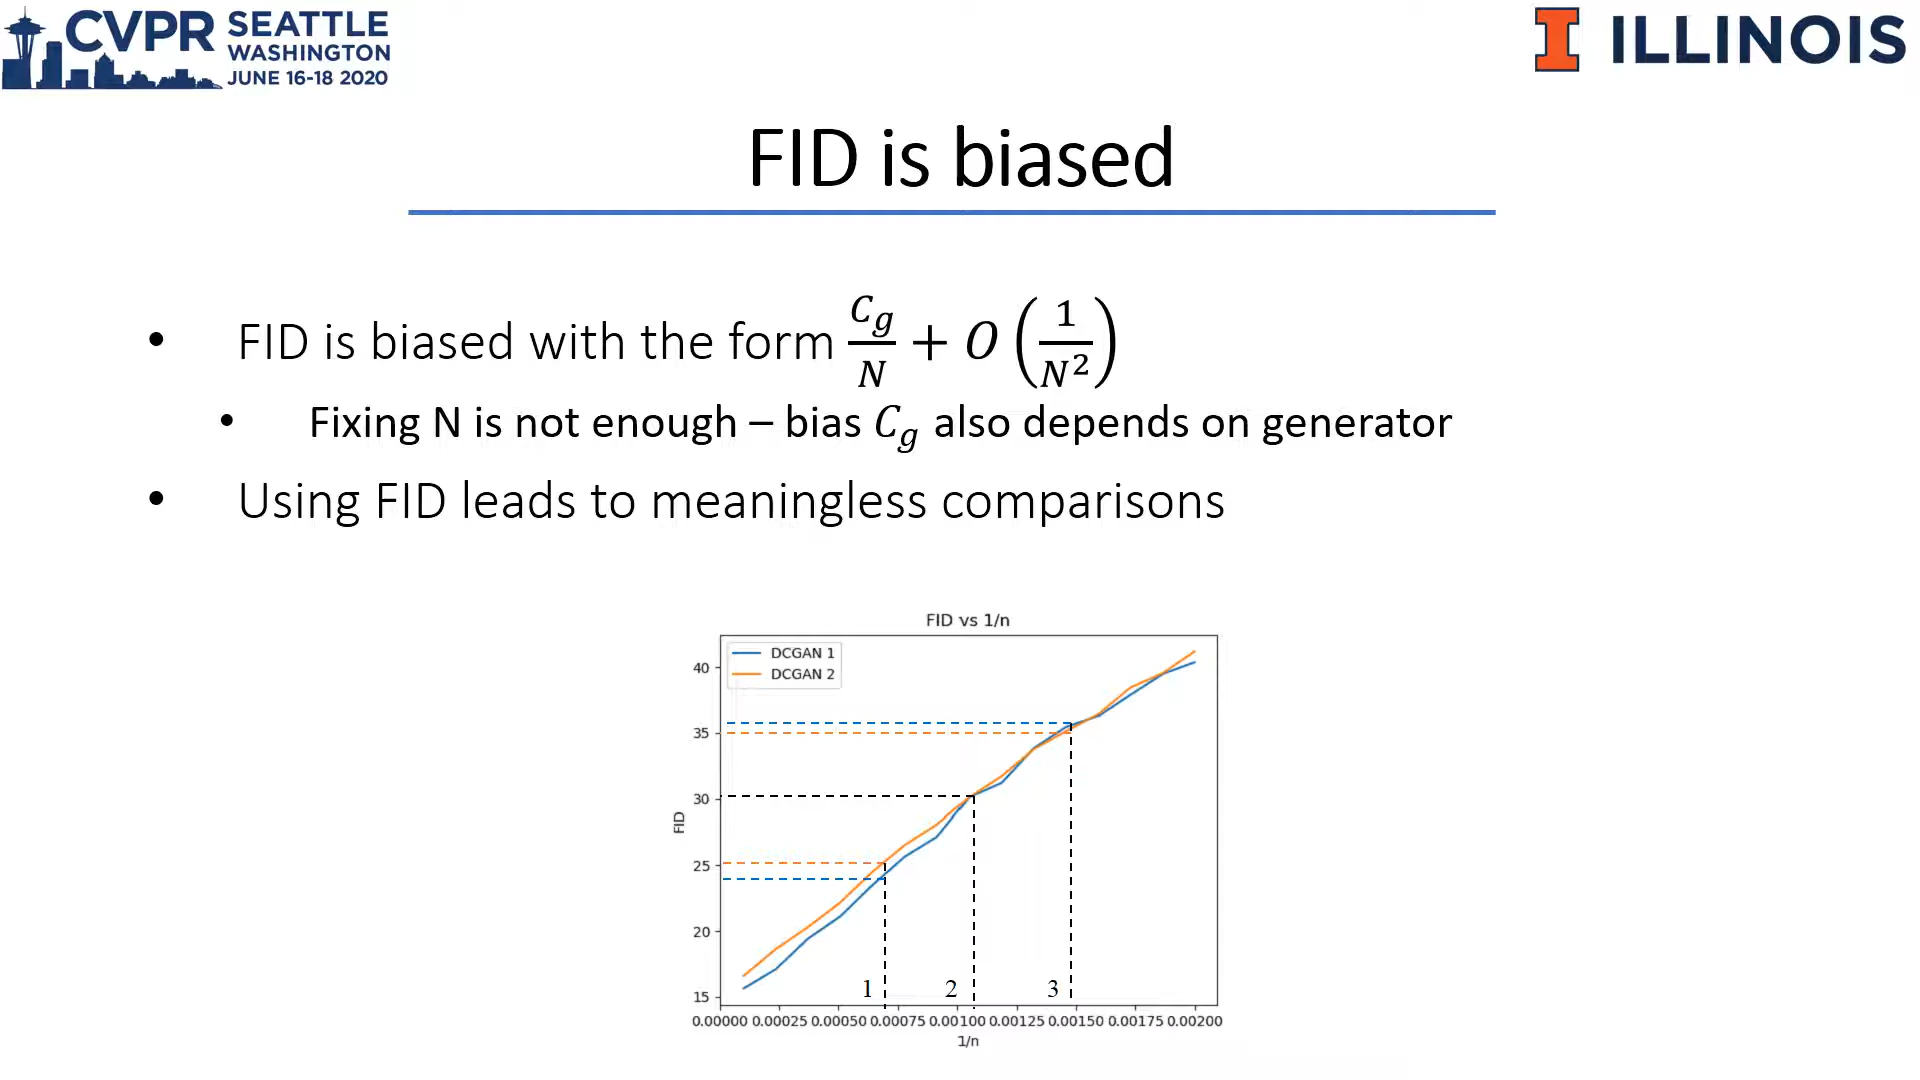 CVPR SEATTLE
WASHINGTON
JUNE 16-18 2020
ILLINOIS
FID is biased
• FID is biased with the form C_g/N + O(1/N²)
• Fixing N is not enough – bias C_g also depends on generator
• Using FID leads to meaningless comparisons
FID vs 1/n
DCGAN 1
DCGAN 2
40
35
30
25
20
15
FID
1 2 3
0.00000 0.00025 0.00050 0.00075 0.00100 0.00125 0.00150 0.00175 0.00200
1/n